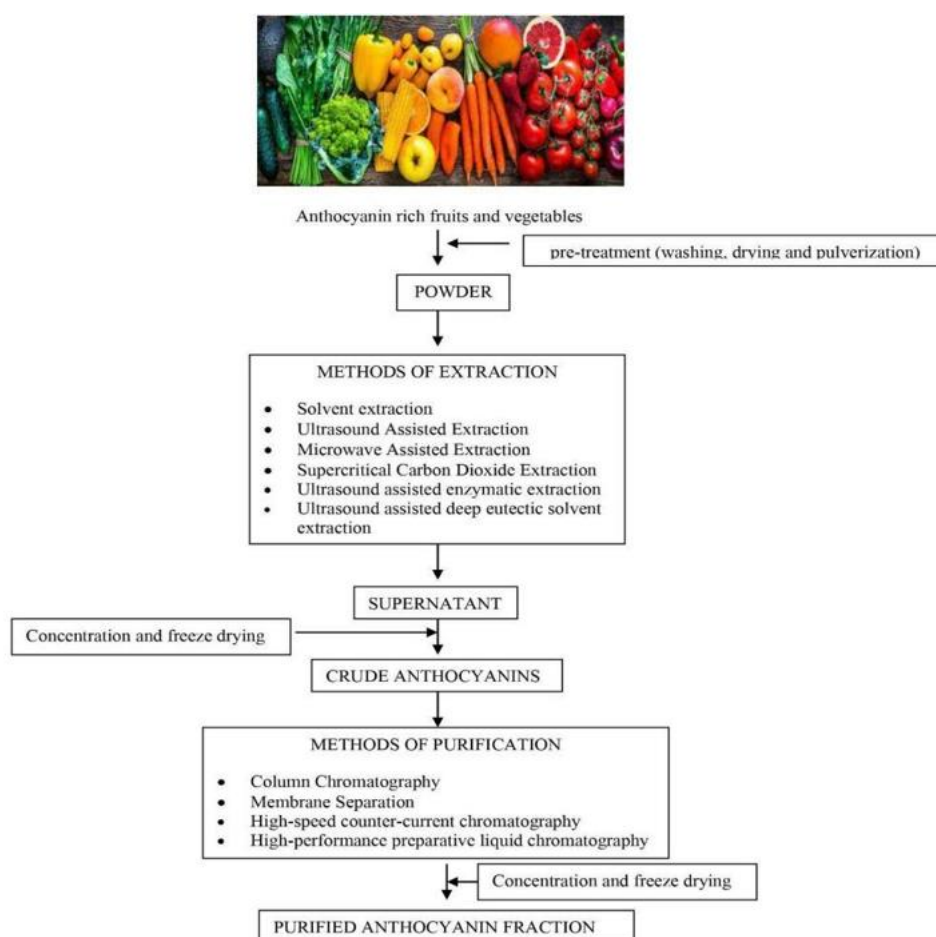 Anthocyanin rich fruits and vegetables
pre-treatment (washing, drying and pulverization)
POWDER
METHODS OF EXTRACTION
• Solvent extraction
• Ultrasound Assisted Extraction
• Microwave Assisted Extraction
• Supercritical Carbon Dioxide Extraction
• Ultrasound assisted enzymatic extraction
• Ultrasound assisted deep eutectic solvent
extraction
SUPERNATANT
Concentration and freeze drying
CRUDE ANTHOCYANINS
METHODS OF PURIFICATION
• Column Chromatography
• Membrane Separation
• High-speed counter-current chromatography
• High-performance preparative liquid chromatography
Concentration and freeze drying
PURIFIED ANTHOCYANIN FRACTION